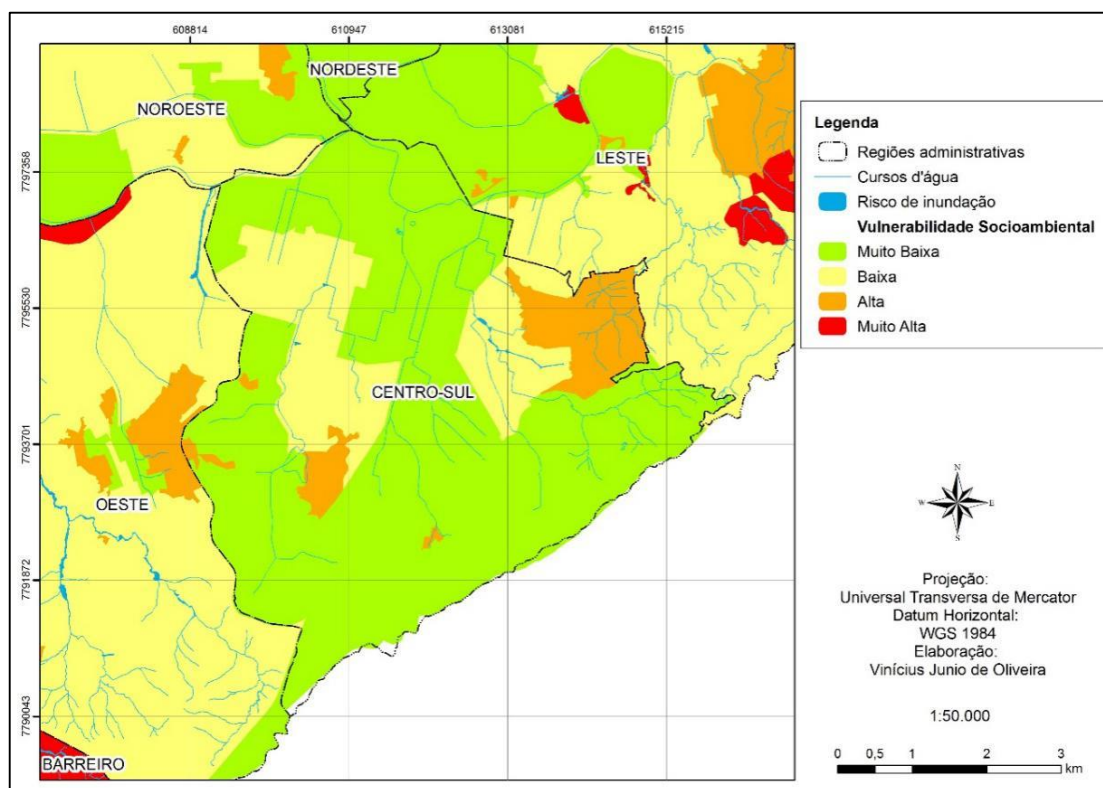 608814 610947 613081 615215
NORDESTE
NOROESTE
LESTE
CENTRO-SUL
OESTE
BARREIRO
7797358
7795530
7793701
7791872
7790043
Legenda
Regiões administrativas
Cursos d'água
Risco de inundação
Vulnerabilidade Socioambiental
Muito Baixa
Baixa
Alta
Muito Alta
N
W E
S
Projeção:
Universal Transversa de Mercator
Datum Horizontal:
WGS 1984
Elaboração:
Vinícius Junio de Oliveira
1:50.000
0 0,5 1 2 3
km